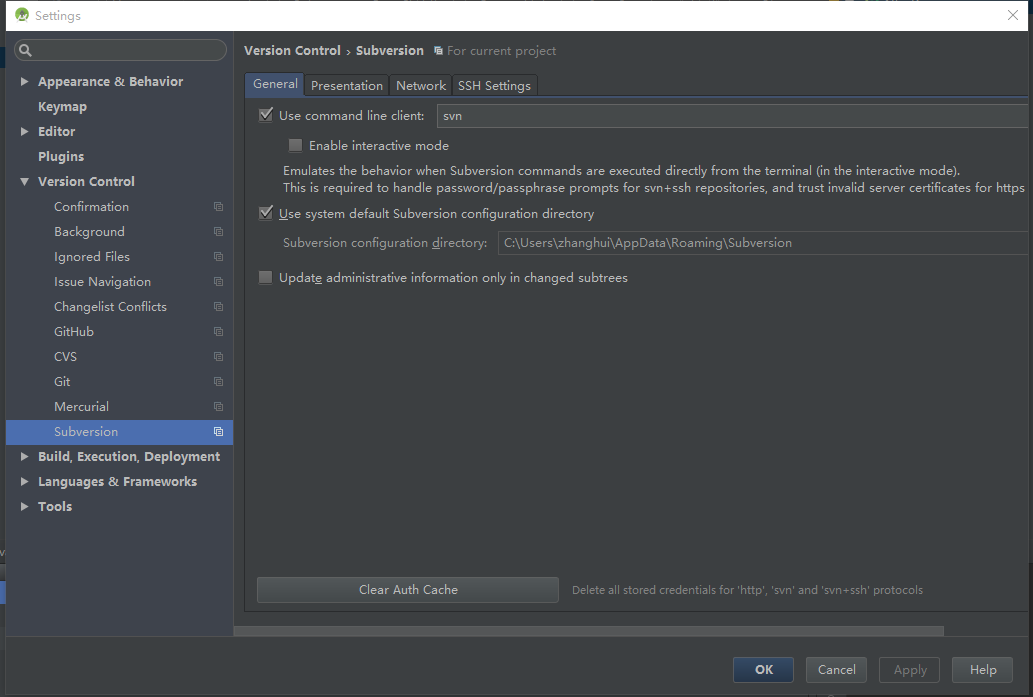 Settings
Appearance & Behavior
Keymap
Editor
Plugins
Version Control
Confirmation
Background
Ignored Files
Issue Navigation
Changelist Conflicts
GitHub
CVS
Git
Mercurial
Subversion
Build, Execution, Deployment
Languages & Frameworks
Tools
Version Control › Subversion For current project
General Presentation Network SSH Settings
Use command line client: svn
Enable interactive mode
Emulates the behavior when Subversion commands are executed directly from the terminal (in the interactive mode).
This is required to handle password/passphrase prompts for svn+ssh repositories, and trust invalid server certificates for https
Use system default Subversion configuration directory
Subversion configuration directory: C:\Users\zhanghui\AppData\Roaming\Subversion
Update administrative information only in changed subtrees
Clear Auth Cache Delete all stored credentials for 'http', 'svn' and 'svn+ssh' protocols
OK Cancel Apply Help